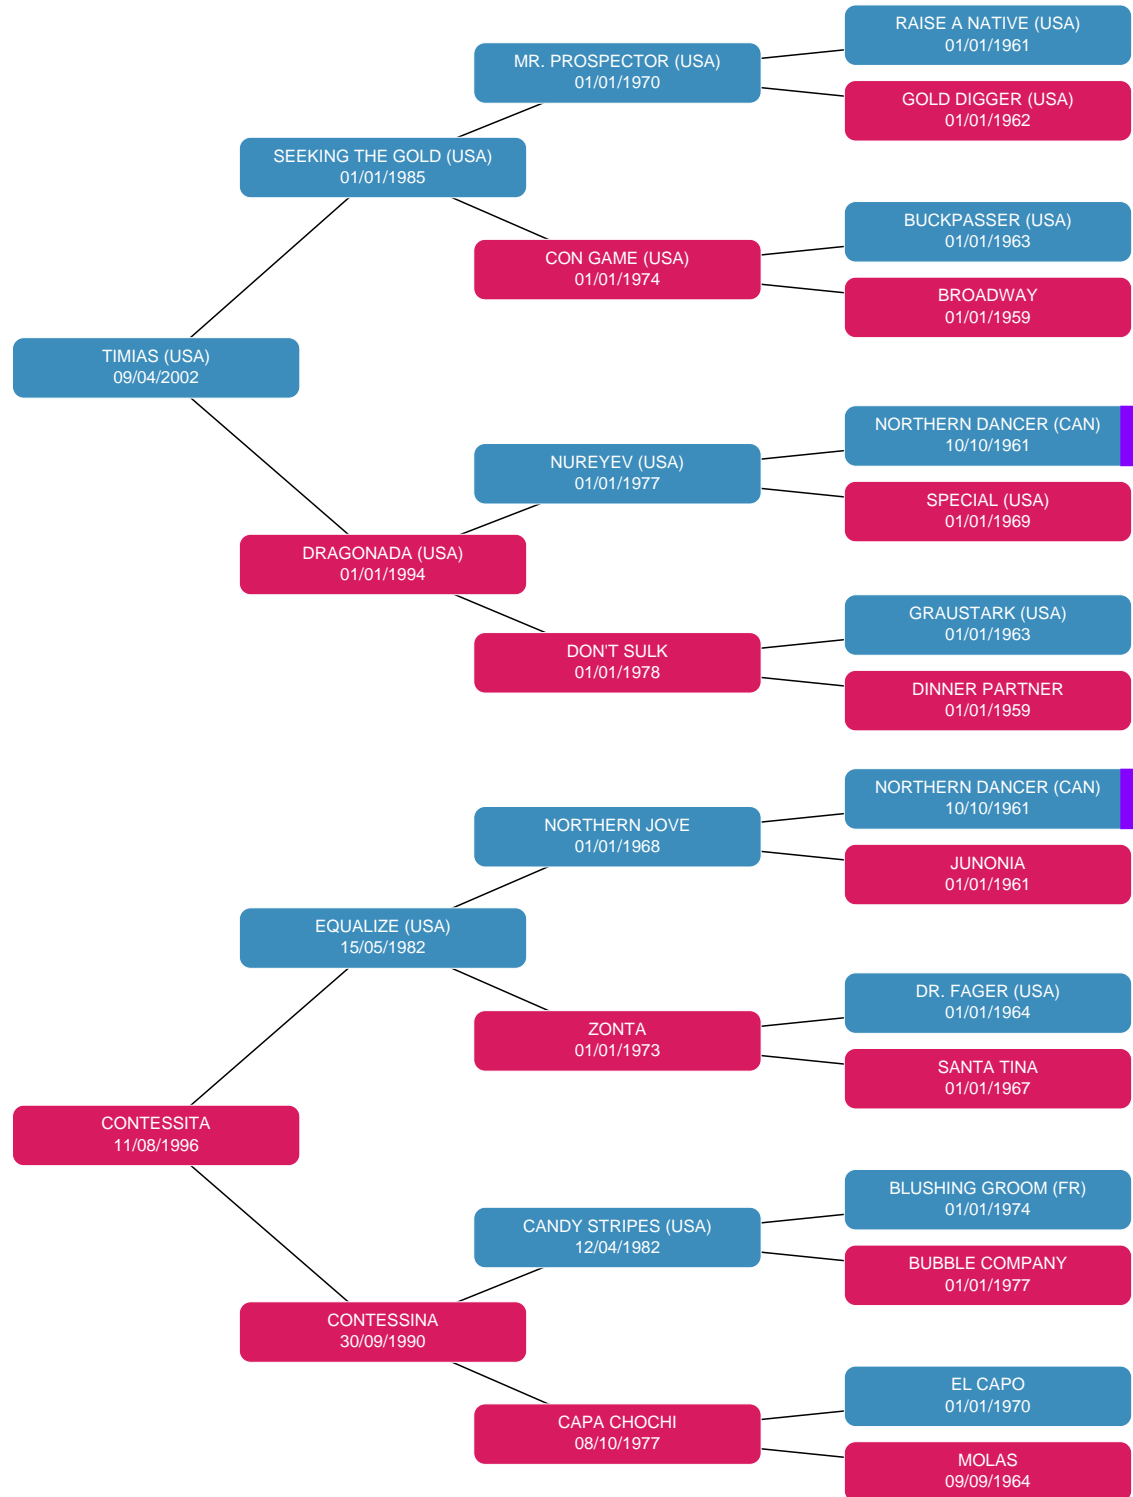 RAISE A NATIVE (USA)
01/01/1961
MR. PROSPECTOR (USA)
01/01/1970
GOLD DIGGER (USA)
01/01/1962
SEEKING THE GOLD (USA)
01/01/1985
BUCKPASSER (USA)
01/01/1963
CON GAME (USA)
01/01/1974
BROADWAY
01/01/1959
TIMIAS (USA)
09/04/2002
NORTHERN DANCER (CAN)
10/10/1961
NUREYEV (USA)
01/01/1977
SPECIAL (USA)
01/01/1969
DRAGONADA (USA)
01/01/1994
GRAUSTARK (USA)
01/01/1963
DON'T SULK
01/01/1978
DINNER PARTNER
01/01/1959
NORTHERN DANCER (CAN)
10/10/1961
NORTHERN JOVE
01/01/1968
JUNONIA
01/01/1961
EQUALIZE (USA)
15/05/1982
DR. FAGER (USA)
01/01/1964
ZONTA
01/01/1973
SANTA TINA
01/01/1967
CONTESSITA
11/08/1996
BLUSHING GROOM (FR)
01/01/1974
CANDY STRIPES (USA)
12/04/1982
BUBBLE COMPANY
01/01/1977
CONTESSINA
30/09/1990
EL CAPO
01/01/1970
CAPA CHOCHI
08/10/1977
MOLAS
09/09/1964